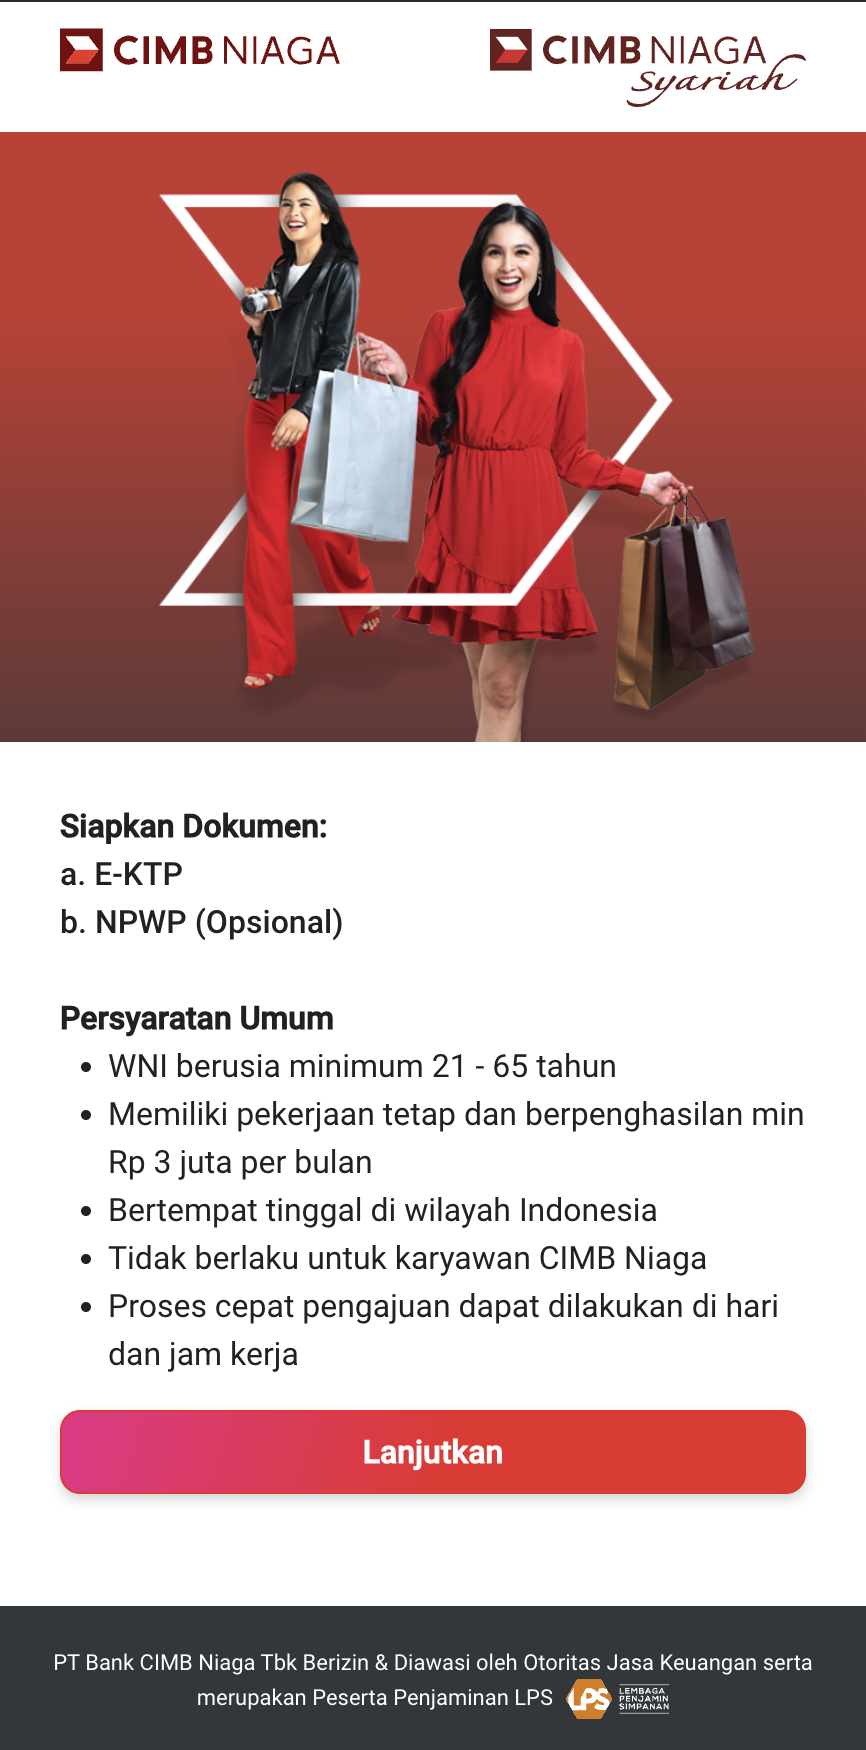 CIMB NIAGA
CIMB NIAGA
syariah
Siapkan Dokumen:
a. E-KTP
b. NPWP (Opsional)
Persyaratan Umum
• WNI berusia minimum 21 - 65 tahun
• Memiliki pekerjaan tetap dan berpenghasilan min
Rp 3 juta per bulan
• Bertempat tinggal di wilayah Indonesia
• Tidak berlaku untuk karyawan CIMB Niaga
• Proses cepat pengajuan dapat dilakukan di hari
dan jam kerja
Lanjutkan
PT Bank CIMB Niaga Tbk Berizin & Diawasi oleh Otoritas Jasa Keuangan serta
merupakan Peserta Penjaminan LPS
LPS
LEMBAGA
PENJAMIN
SIMPANAN